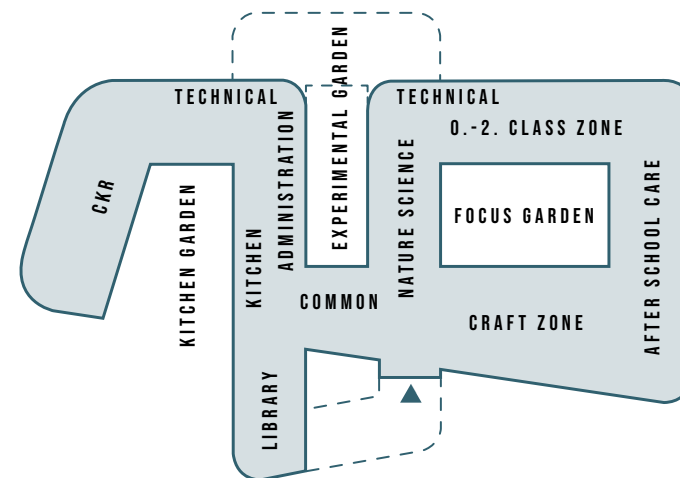 EXPERIMENTAL GARDEN
TECHNICAL
TECHNICAL
0.-2. CLASS ZONE
ADMINISTRATION
NATURE SCIENCE
CKR
KITCHEN GARDEN
KITCHEN
FOCUS GARDEN
AFTER SCHOOL CARE
COMMON
CRAFT ZONE
LIBRARY